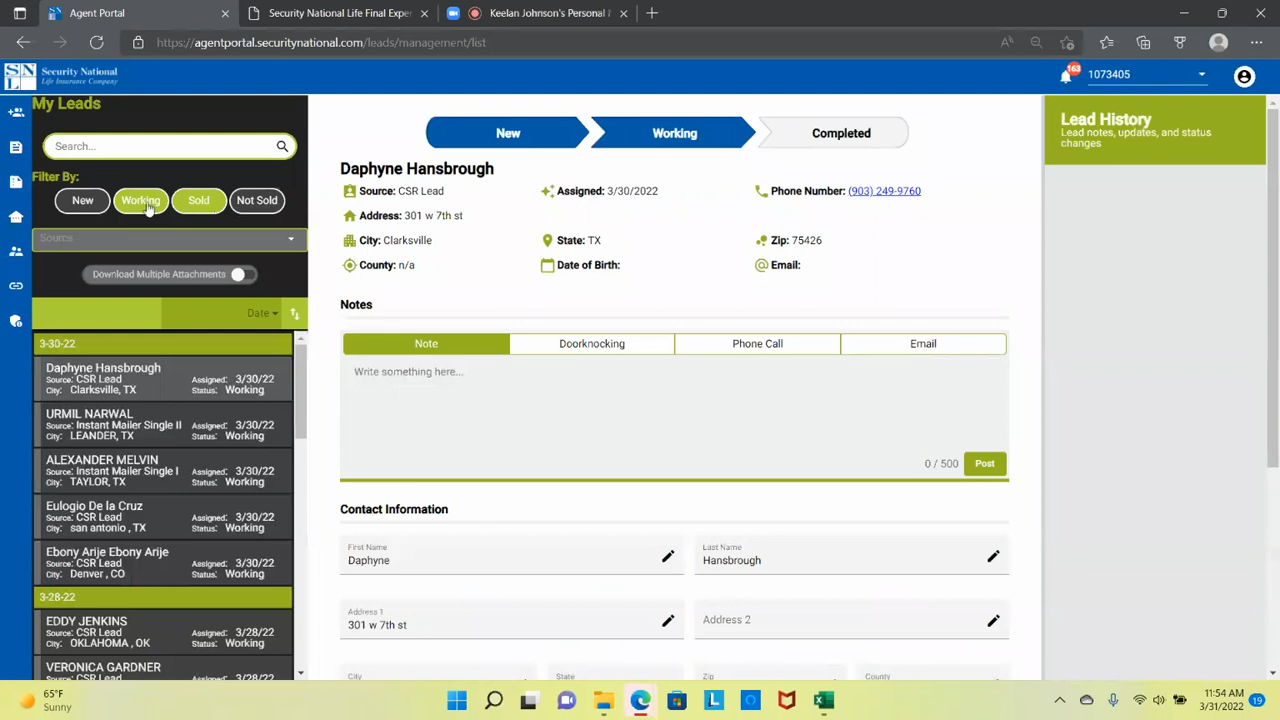 Agent Portal
Security National Life Final Exper
Keelan Johnson's Personal
https://agentportal.securitynational.com/leads/management/list
SNL
Security National
Life Insurance Company
163
1073405
My Leads
Search...
Filter By:
New
Working
Sold
Not Sold
Source
Download Multiple Attachments
Date
3-30-22
Daphyne Hansbrough
Source: CSR Lead Assigned: 3/30/22
City: Clarksville, TX Status: Working
URMIL NARWAL
Source: Instant Mailer Single II Assigned: 3/30/22
City: LEANDER, TX Status: Working
ALEXANDER MELVIN
Source: Instant Mailer Single I Assigned: 3/30/22
City: TAYLOR, TX Status: Working
Eulogio De la Cruz
Source: CSR Lead Assigned: 3/30/22
City: san antonio , TX Status: Working
Ebony Arije Ebony Arije
Source: CSR Lead Assigned: 3/30/22
City: Denver , CO Status: Working
3-28-22
EDDY JENKINS
Source: CSR Lead Assigned: 3/28/22
City: OKLAHOMA , OK Status: Working
VERONICA GARDNER
Source: CSR Lead Assigned: 3/28/22
New
Working
Completed
Daphyne Hansbrough
Source: CSR Lead Assigned: 3/30/2022 Phone Number: (903) 249-9760
Address: 301 w 7th st
City: Clarksville State: TX Zip: 75426
County: n/a Date of Birth: Email:
Notes
Note Doorknocking Phone Call Email
Write something here...
0 / 500 Post
Contact Information
First Name
Daphyne
Last Name
Hansbrough
Address 1
301 w 7th st
Address 2
City State Zip County
Lead History
Lead notes, updates, and status
changes
65°F
Sunny
11:54 AM
3/31/2022
19